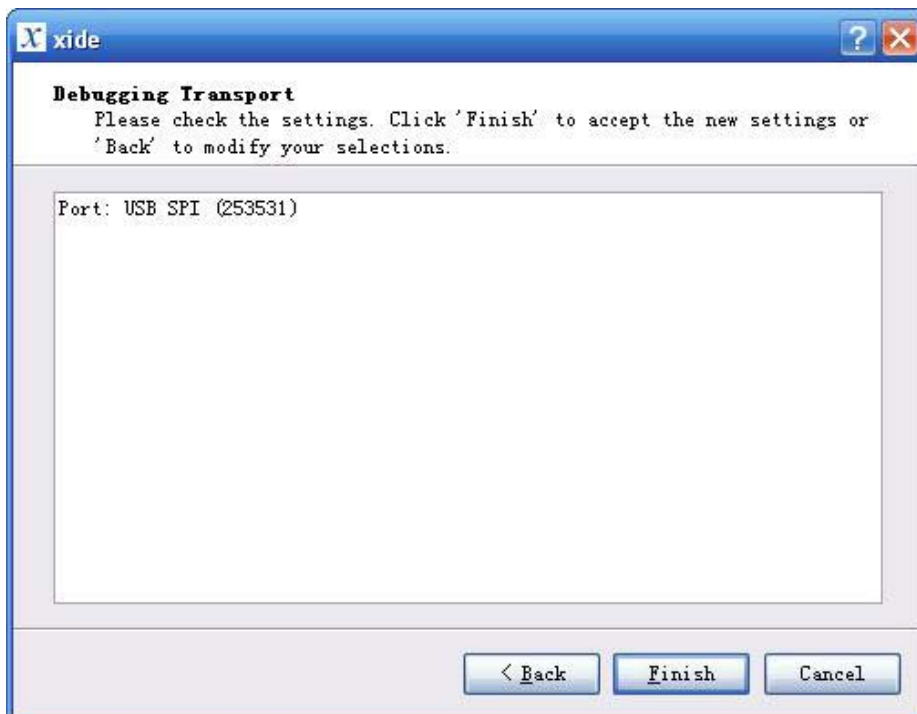 X xide
Debugging Transport
Please check the settings. Click 'Finish' to accept the new settings or
'Back' to modify your selections.
Port: USB SPI (253531)
< Back
Finish
Cancel